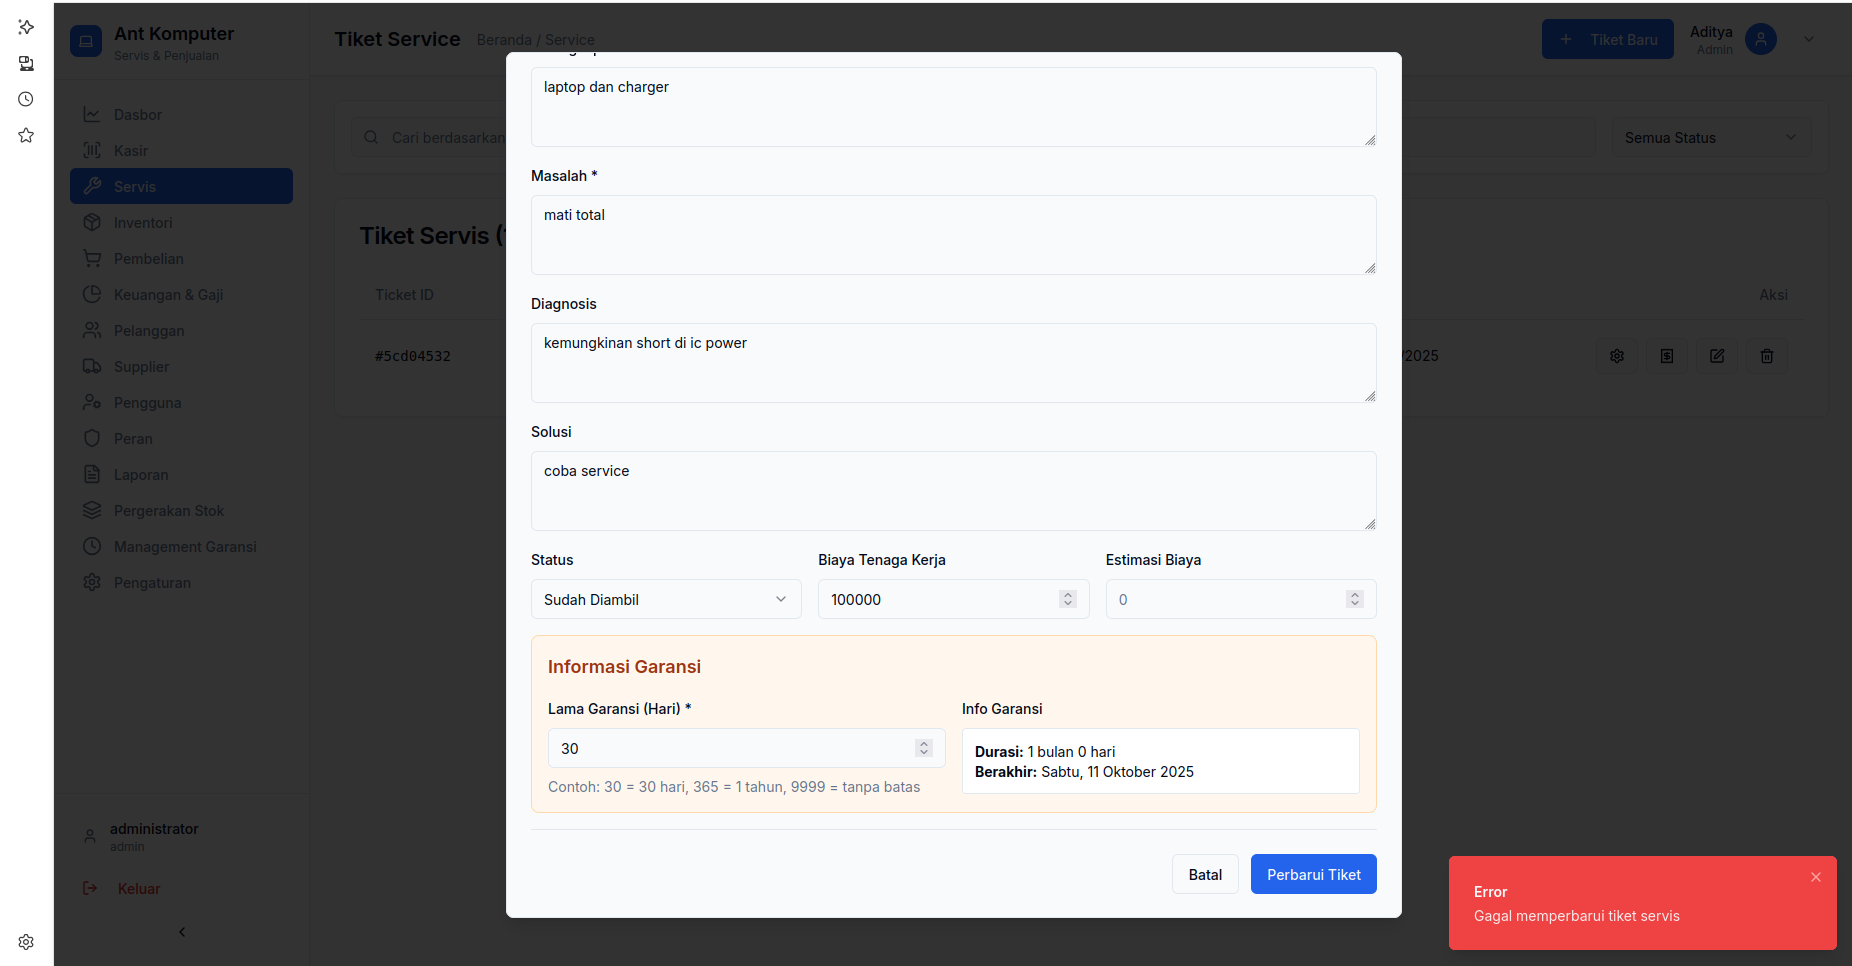 Ant Komputer
Servis & Penjualan
Tiket Service
Beranda / Service
Tiket Baru
Aditya
Admin
Dasbor
Kasir
Servis
Inventori
Pembelian
Keuangan & Gaji
Pelanggan
Supplier
Pengguna
Peran
Laporan
Pergerakan Stok
Management Garansi
Pengaturan
administrator
admin
Keluar
Cari berdasarkan
Semua Status
Tiket Servis (
Ticket ID
Aksi
#5cd04532
/2025
laptop dan charger
Masalah *
mati total
Diagnosis
kemungkinan short di ic power
Solusi
coba service
Status
Biaya Tenaga Kerja
Estimasi Biaya
Sudah Diambil
100000
0
Informasi Garansi
Lama Garansi (Hari) *
Info Garansi
30
Durasi: 1 bulan 0 hari
Berakhir: Sabtu, 11 Oktober 2025
Contoh: 30 = 30 hari, 365 = 1 tahun, 9999 = tanpa batas
Batal
Perbarui Tiket
Error
Gagal memperbarui tiket servis